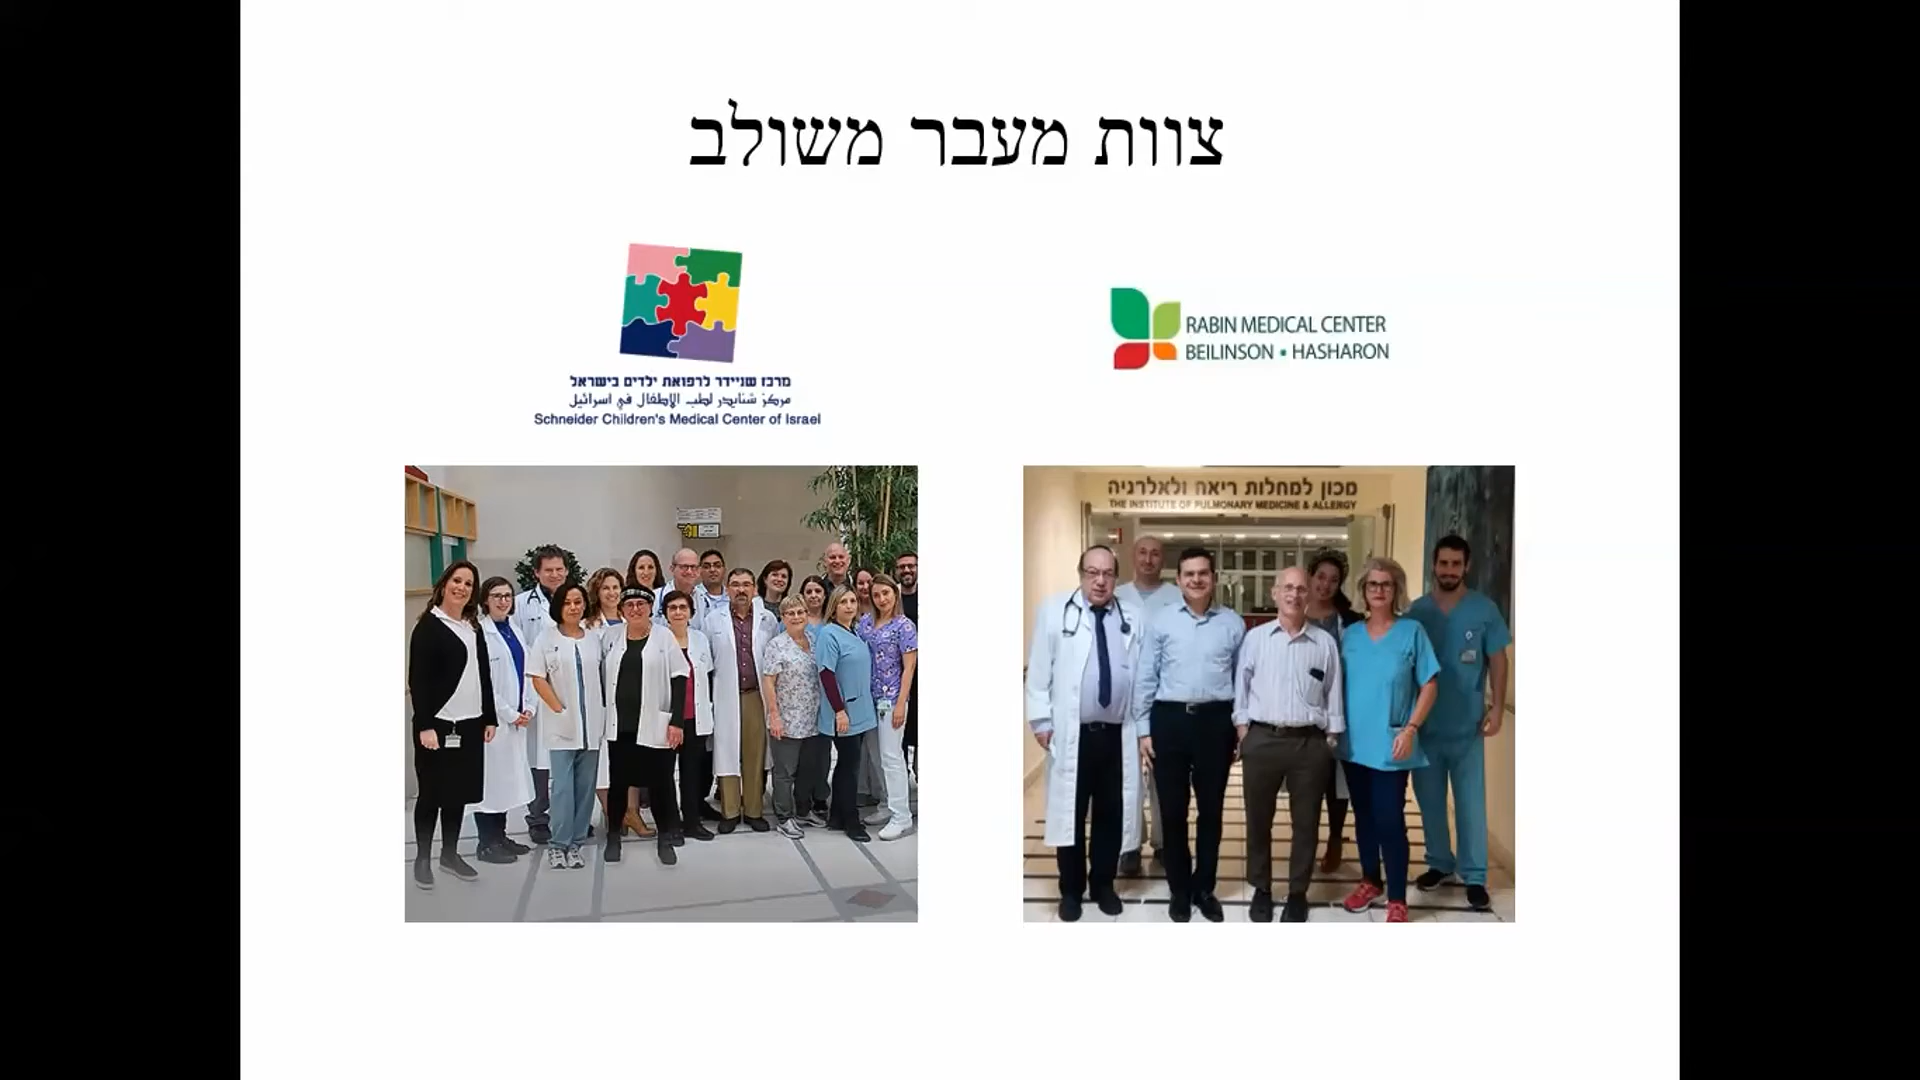 צוות מעבר משולב
מרכז שניידר לרפואת ילדים בישראל
مركز شنايدر لطب الاطفال في اسرائيل
Schneider Children's Medical Center of Israel
RABIN MEDICAL CENTER
BEILINSON • HASHARON
מכון למחלות ריאה ולאלרגיה
THE INSTITUTE OF PULMONARY MEDICINE & ALLERGY